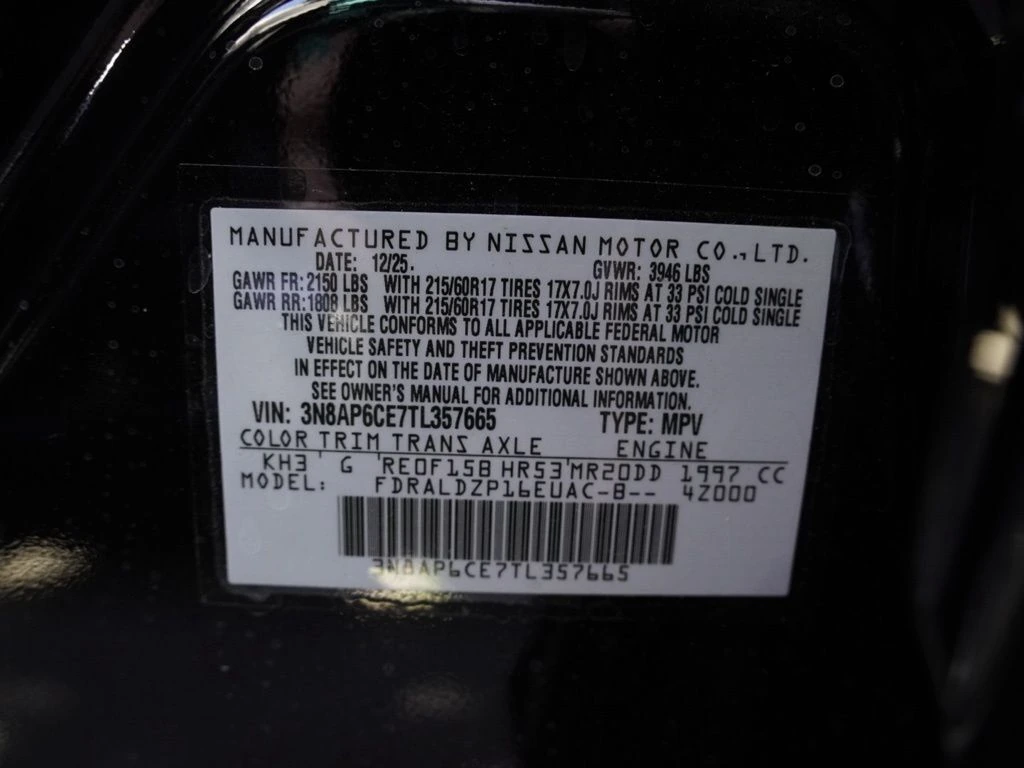 MANUFACTURED BY NISSAN MOTOR CO., LTD.
DATE: 12/25. GVWR: 3946 LBS
GAWR FR: 2150 LBS WITH 215/60R17 TIRES 17X7.0J RIMS AT 33 PSI COLD SINGLE
GAWR RR: 1808 LBS WITH 215/60R17 TIRES 17X7.0J RIMS AT 33 PSI COLD SINGLE
THIS VEHICLE CONFORMS TO ALL APPLICABLE FEDERAL MOTOR
VEHICLE SAFETY AND THEFT PREVENTION STANDARDS
IN EFFECT ON THE DATE OF MANUFACTURE SHOWN ABOVE.
SEE OWNER'S MANUAL FOR ADDITIONAL INFORMATION.
VIN: 3N8AP6CE7TL357665 TYPE: MPV
COLOR TRIM TRANS AXLE ENGINE
KH3 ' G 'RE0F15B HR53'MR20DD 1997 CC
MODEL: FDRALDZP16EUAC-B-- 4Z000
3N8AP6CE7TL357665